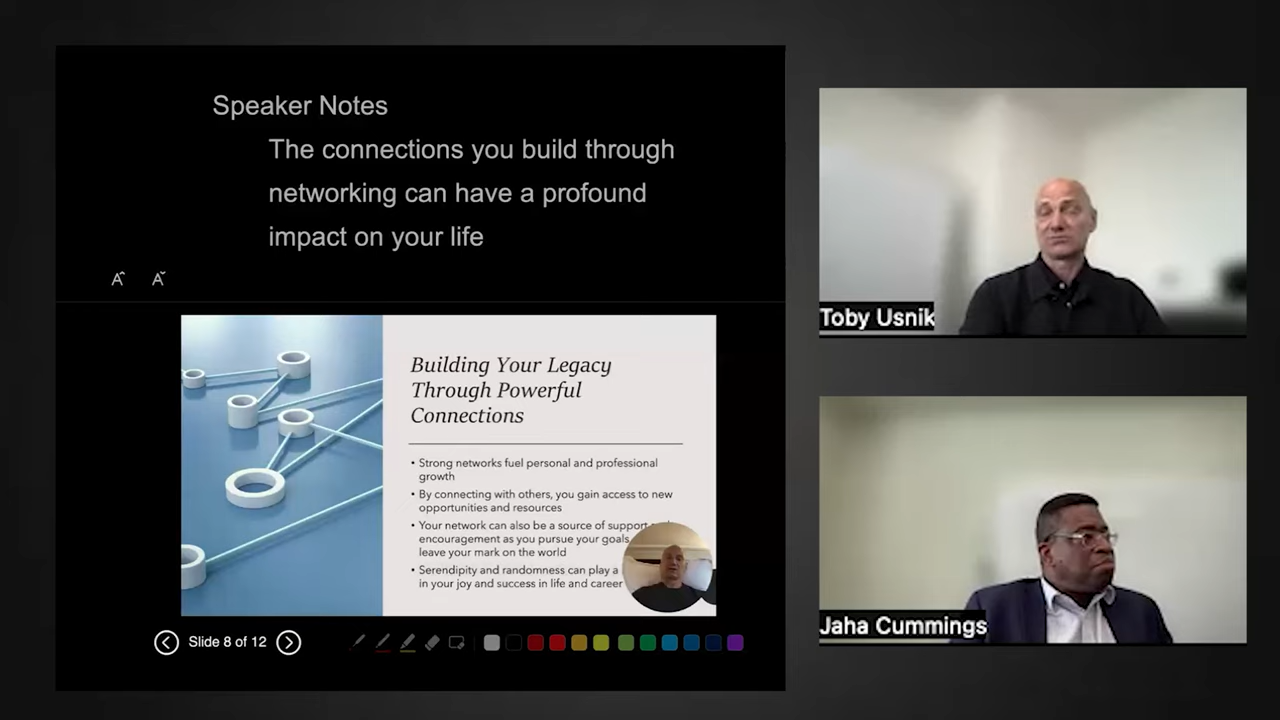 Speaker Notes
The connections you build through
networking can have a profound
impact on your life
A A
Building Your Legacy
Through Powerful
Connections
• Strong networks fuel personal and professional
growth
• By connecting with others, you gain access to new
opportunities and resources
• Your network can also be a source of support
encouragement as you pursue your goals
leave your mark on the world
• Serendipity and randomness can play a
in your joy and success in life and career
Slide 8 of 12
Toby Usnik
Jaha Cummings